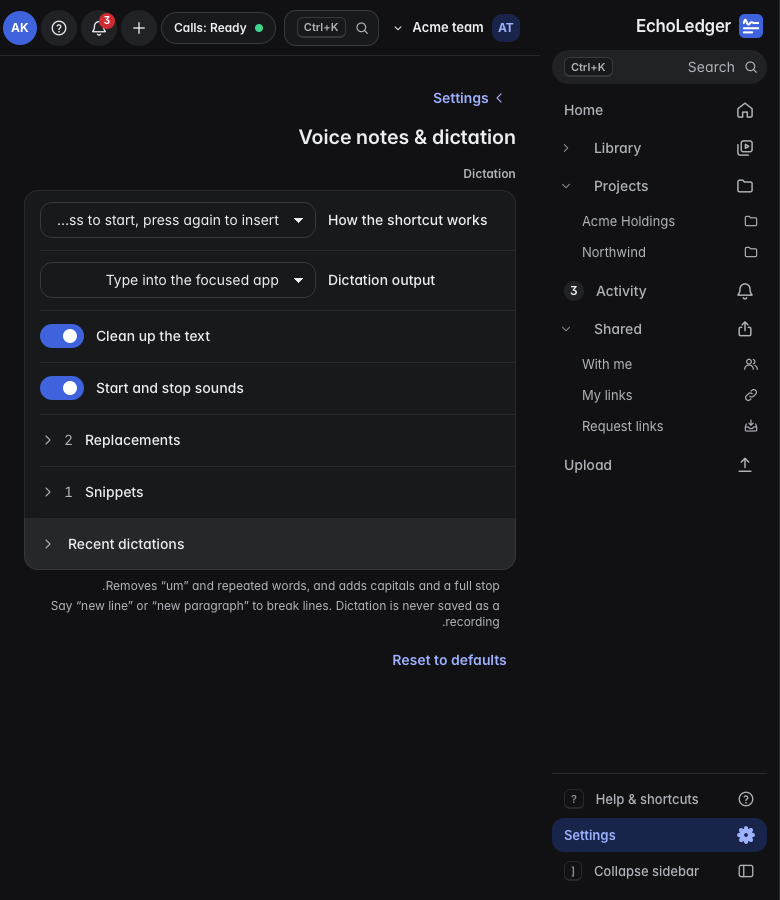 EchoLedger
Search Ctrl+K
Home
Library
Projects
Acme Holdings
Northwind
3 Activity
Shared
With me
My links
Request links
Upload
? Help & shortcuts
Settings
] Collapse sidebar
AT Acme team
Ctrl+K
Calls: Ready
3
AK
Settings
Voice notes & dictation
Dictation
How the shortcut works
...ss to start, press again to insert
Dictation output
Type into the focused app
Clean up the text
Start and stop sounds
2 Replacements
1 Snippets
Recent dictations
.Removes “um” and repeated words, and adds capitals and a full stop
Say “new line” or “new paragraph” to break lines. Dictation is never saved as a
.recording
Reset to defaults